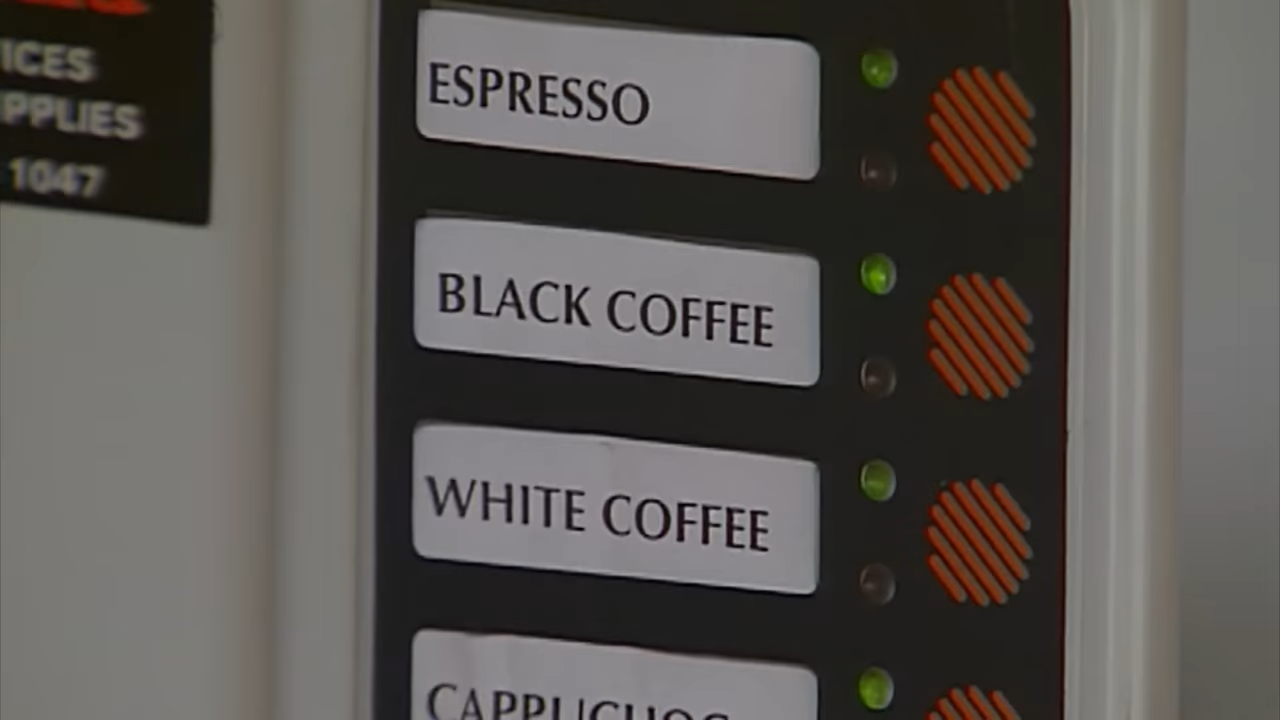 ICES
PPLIES
1047
ESPRESSO
BLACK COFFEE
WHITE COFFEE